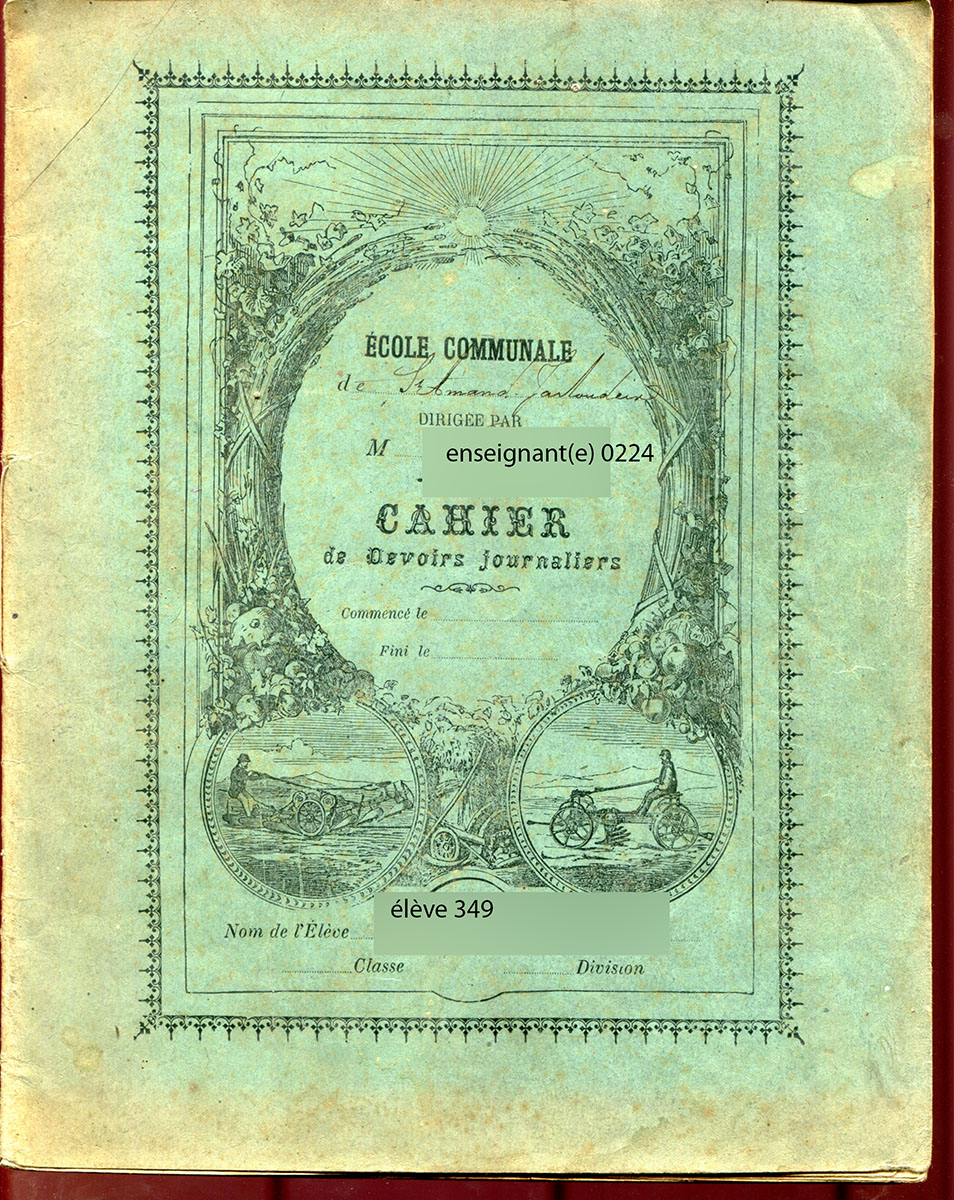 ÉCOLE COMMUNALE
de St Amand Jartoudeix
DIRIGÉE PAR
M enseignant(e) 0224
CAHIER
de Devoirs journaliers
Commencé le
Fini le
élève 349
Nom de l'Élève
Classe Division